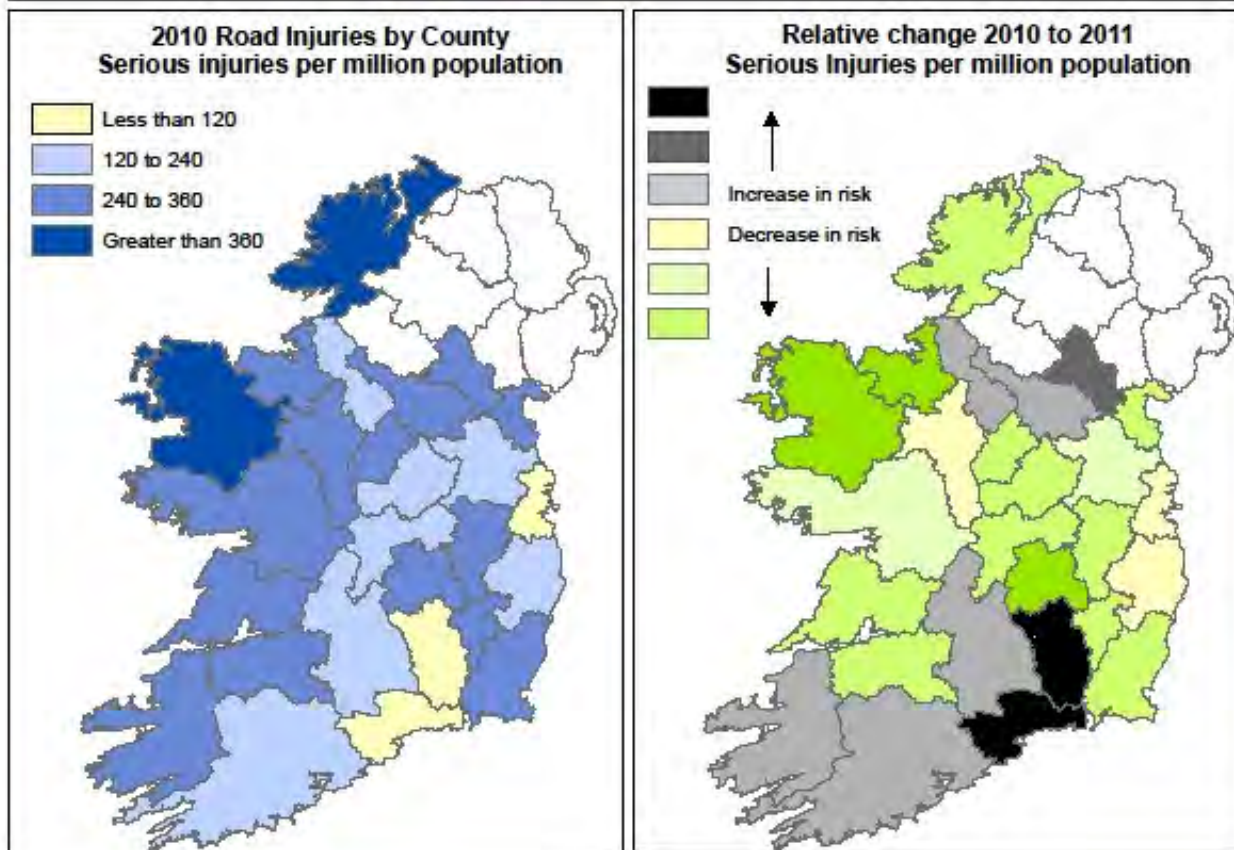 2010 Road Injuries by County
Serious injuries per million population
Less than 120
120 to 240
240 to 360
Greater than 360
Relative change 2010 to 2011
Serious Injuries per million population
Increase in risk
Decrease in risk